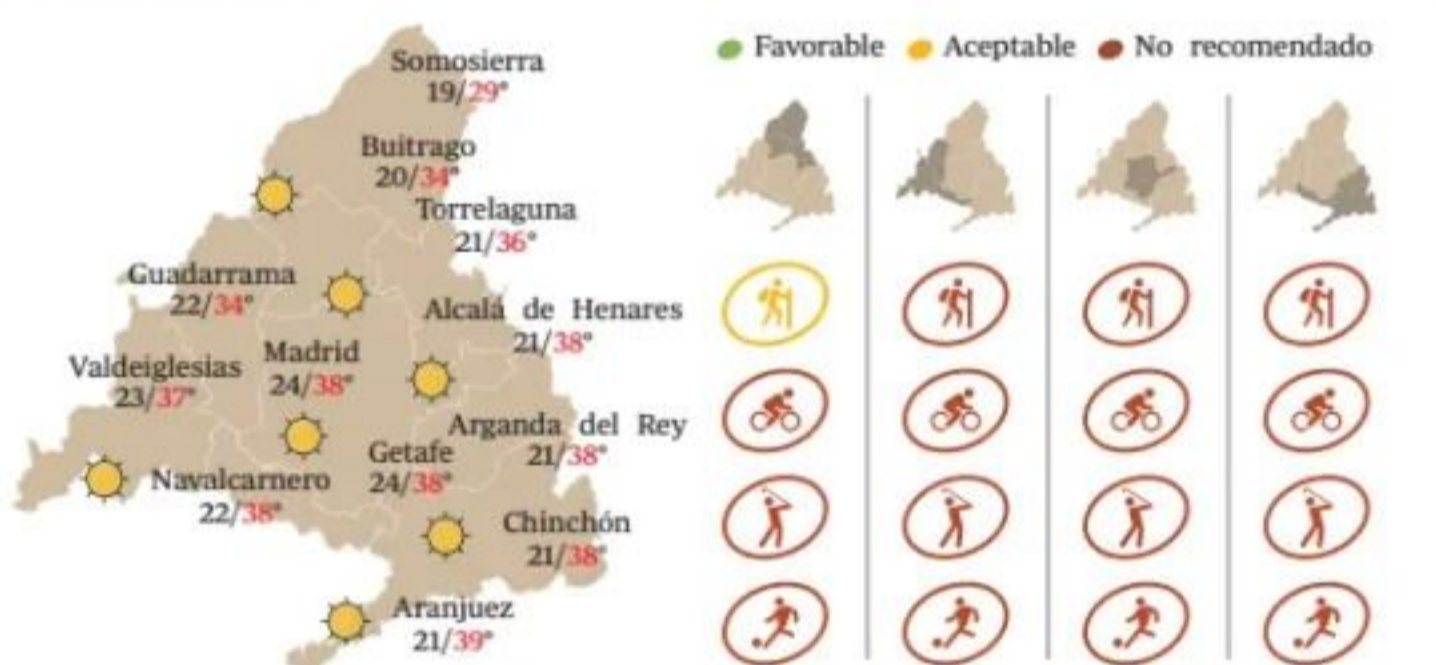 Somosierra
19/29°
Buitrago
20/34°
Torrelaguna
21/36°
Guadarrama
22/34°
Alcalá de Henares
21/38°
Madrid
24/38°
Valdeiglesias
23/37°
Arganda del Rey
21/38°
Getafe
24/38°
Navalcarnero
22/38°
Chinchón
21/38°
Aranjuez
21/39°
Favorable Aceptable No recomendado